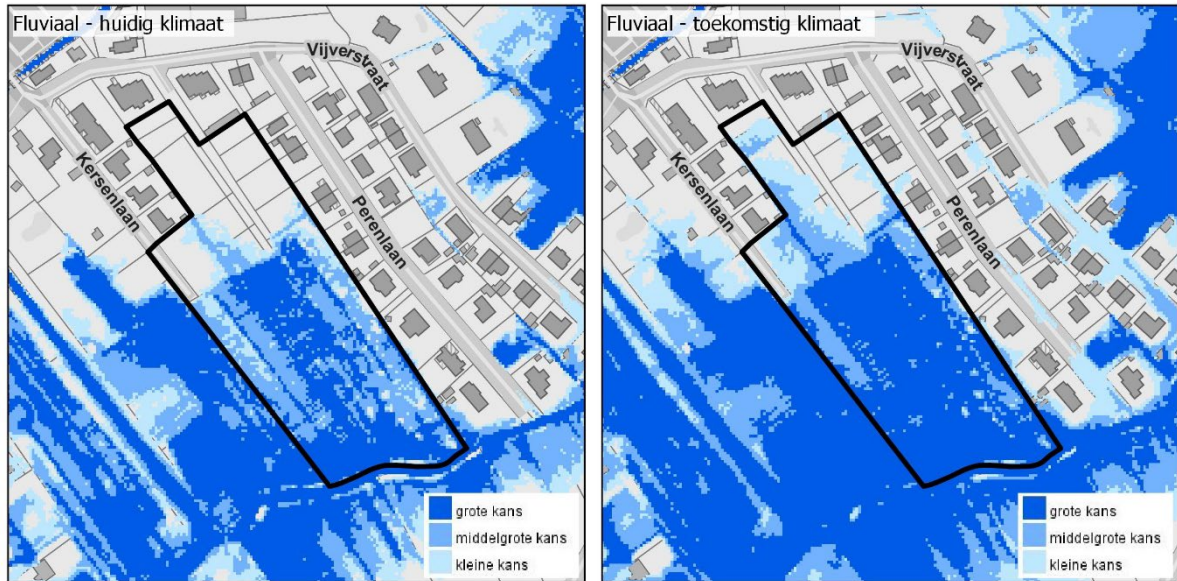 Fluviaal - huidig klimaat
Vijverstraat
Kersenlaan
Perenlaan
grote kans
middelgrote kans
kleine kans
Fluviaal - toekomstig klimaat
Vijverstraat
Kersenlaan
Perenlaan
grote kans
middelgrote kans
kleine kans